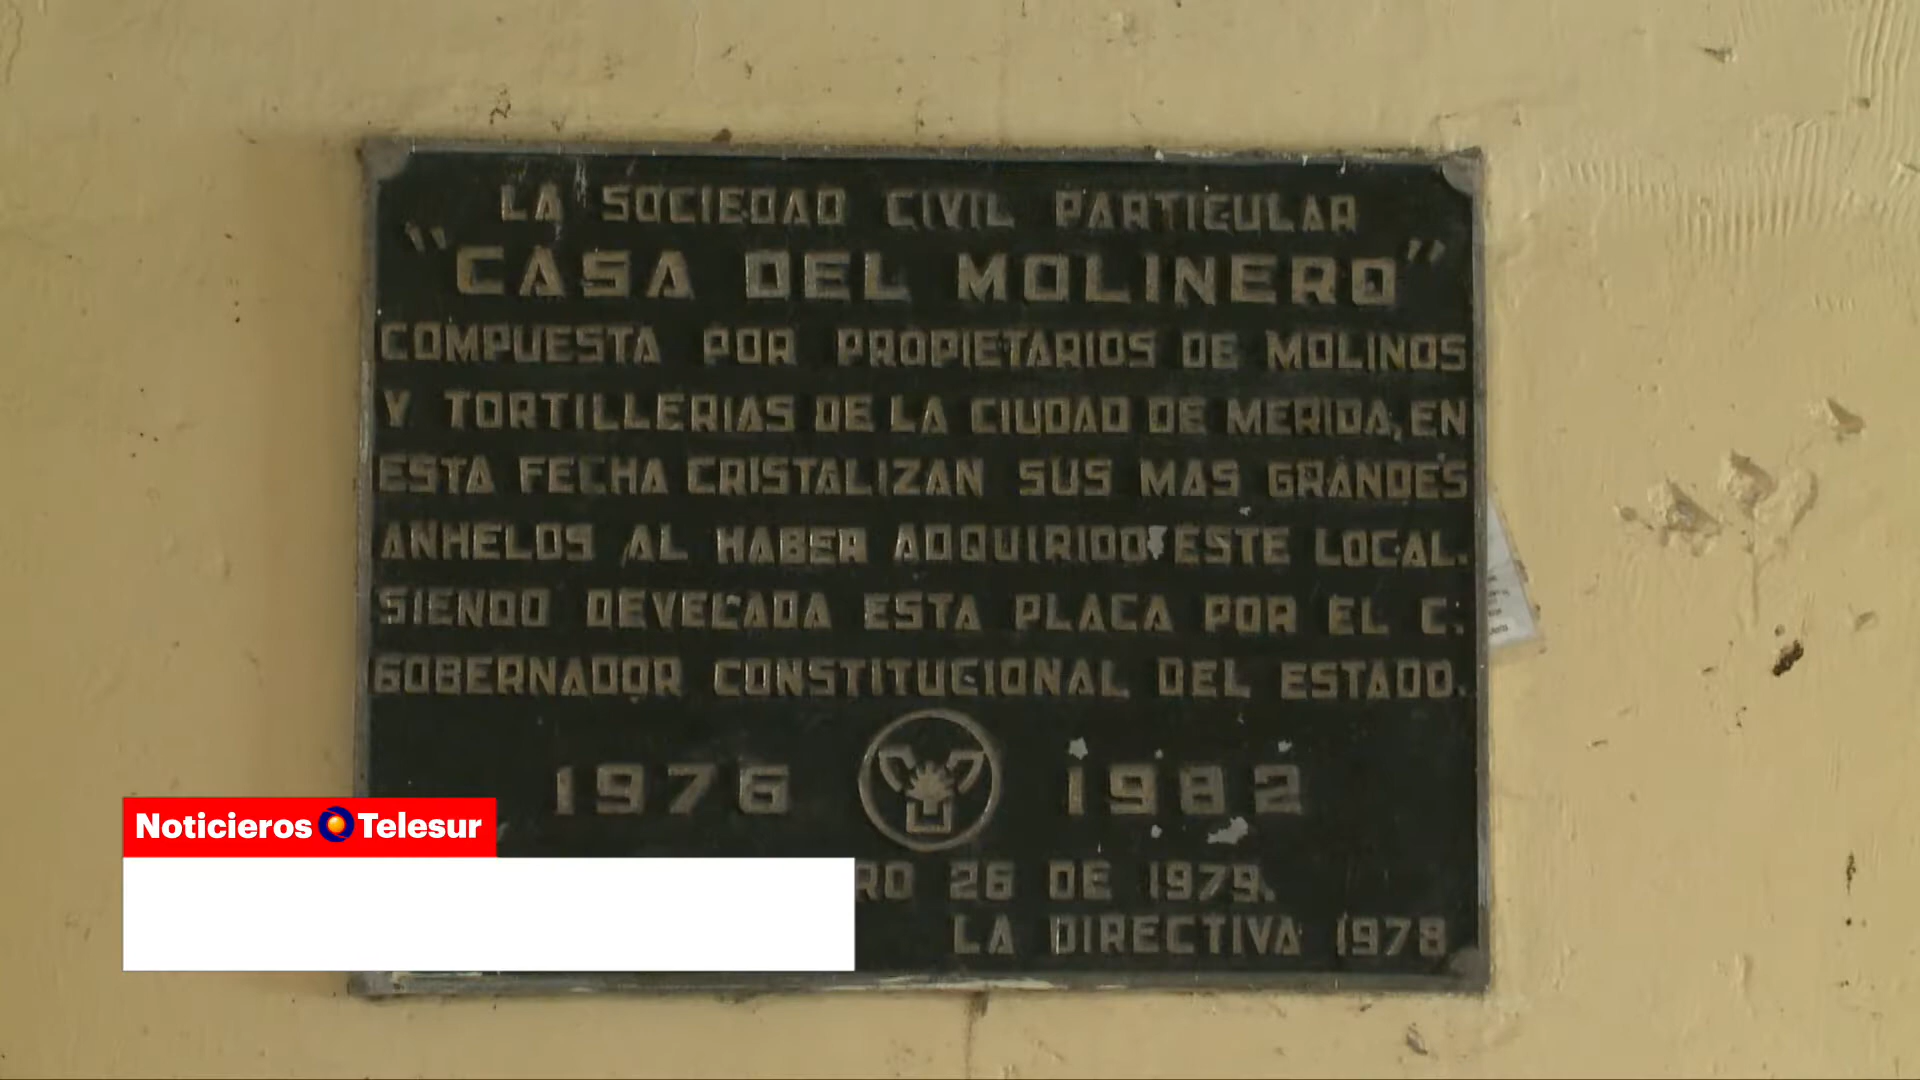 LA SOCIEDAD CIVIL PARTICULAR
"CASA DEL MOLINERO"
COMPUESTA POR PROPIETARIOS DE MOLINOS
Y TORTILLERIAS DE LA CIUDAD DE MERIDA, EN
ESTA FECHA CRISTALIZAN SUS MAS GRANDES
ANHELOS AL HABER ADQUIRIDO ESTE LOCAL.
SIENDO DEVELADA ESTA PLACA POR EL C.
GOBERNADOR CONSTITUCIONAL DEL ESTADO.
1976 1982
RO 26 DE 1979.
LA DIRECTIVA 1978
Noticieros Telesur